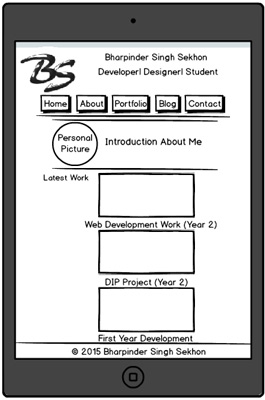 BS
Bharpinder Singh Sekhon
Developer| Designer| Student
Home About Portfolio Blog Contact
Personal
Picture
Introduction About Me
Latest Work
Web Development Work (Year 2)
DIP Project (Year 2)
First Year Development
© 2015 Bharpinder Singh Sekhon